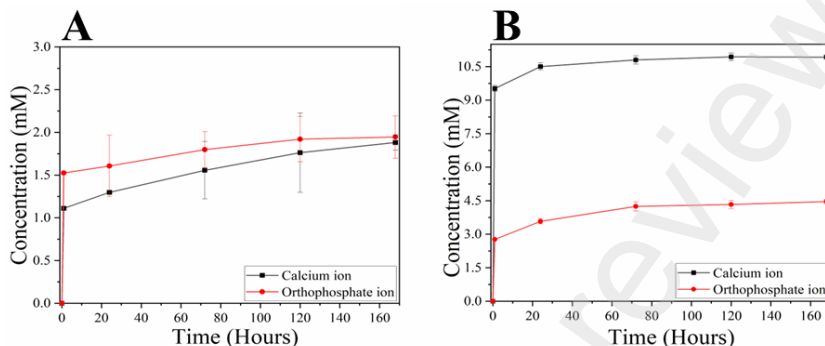 A
Concentration (mM)
3.0
2.5
2.0
1.5
1.0
0.5
0.0
0 20 40 60 80 100 120 140 160
Time (Hours)
Calcium ion
Orthophosphate ion
B
Concentration (mM)
10.5
9.0
7.5
6.0
4.5
3.0
1.5
0.0
0 20 40 60 80 100 120 140 160
Time (Hours)
Calcium ion
Orthophosphate ion
review